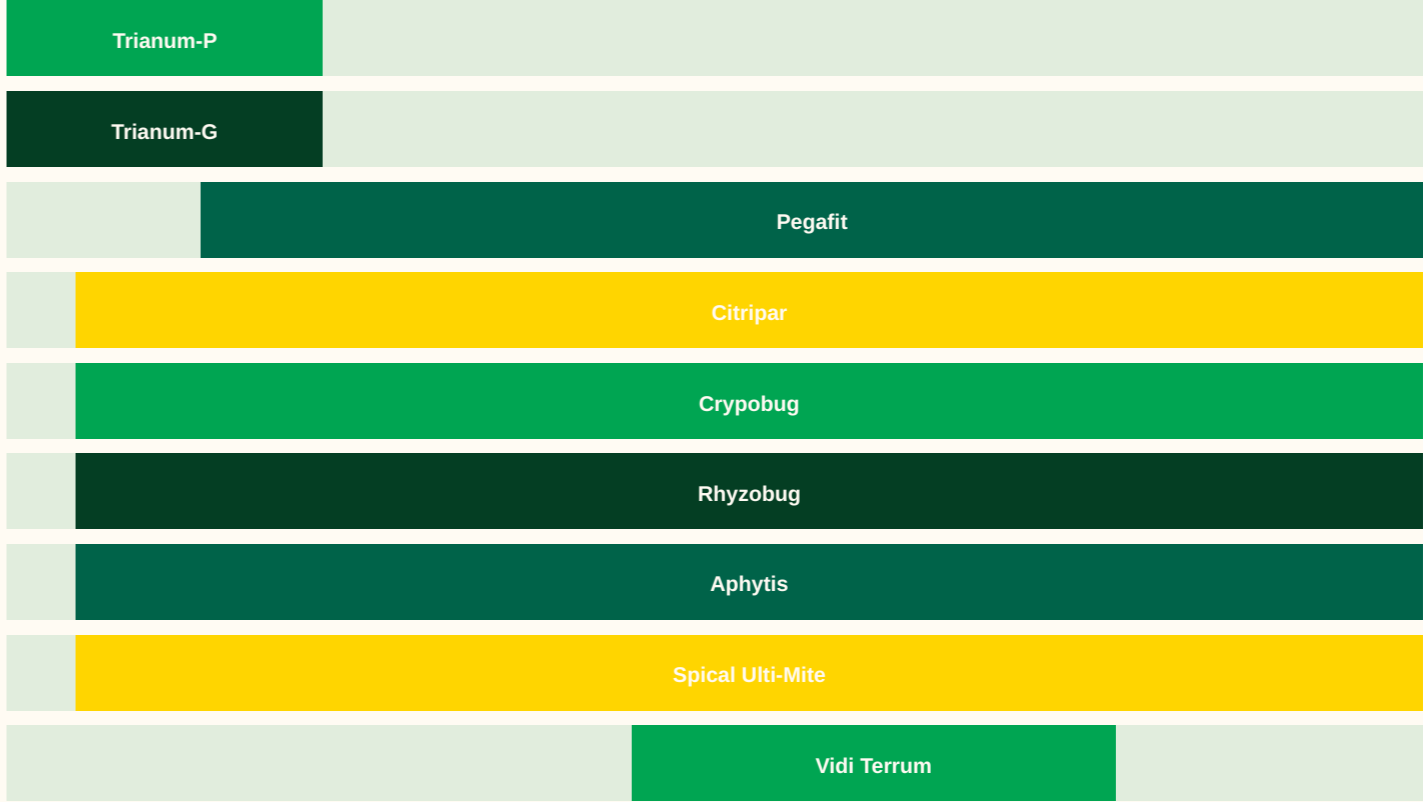 Trianum-P
Trianum-G
Pegafit
Citripar
Crypobug
Rhyzobug
Aphytis
Spical Ulti-Mite
Vidi Terrum